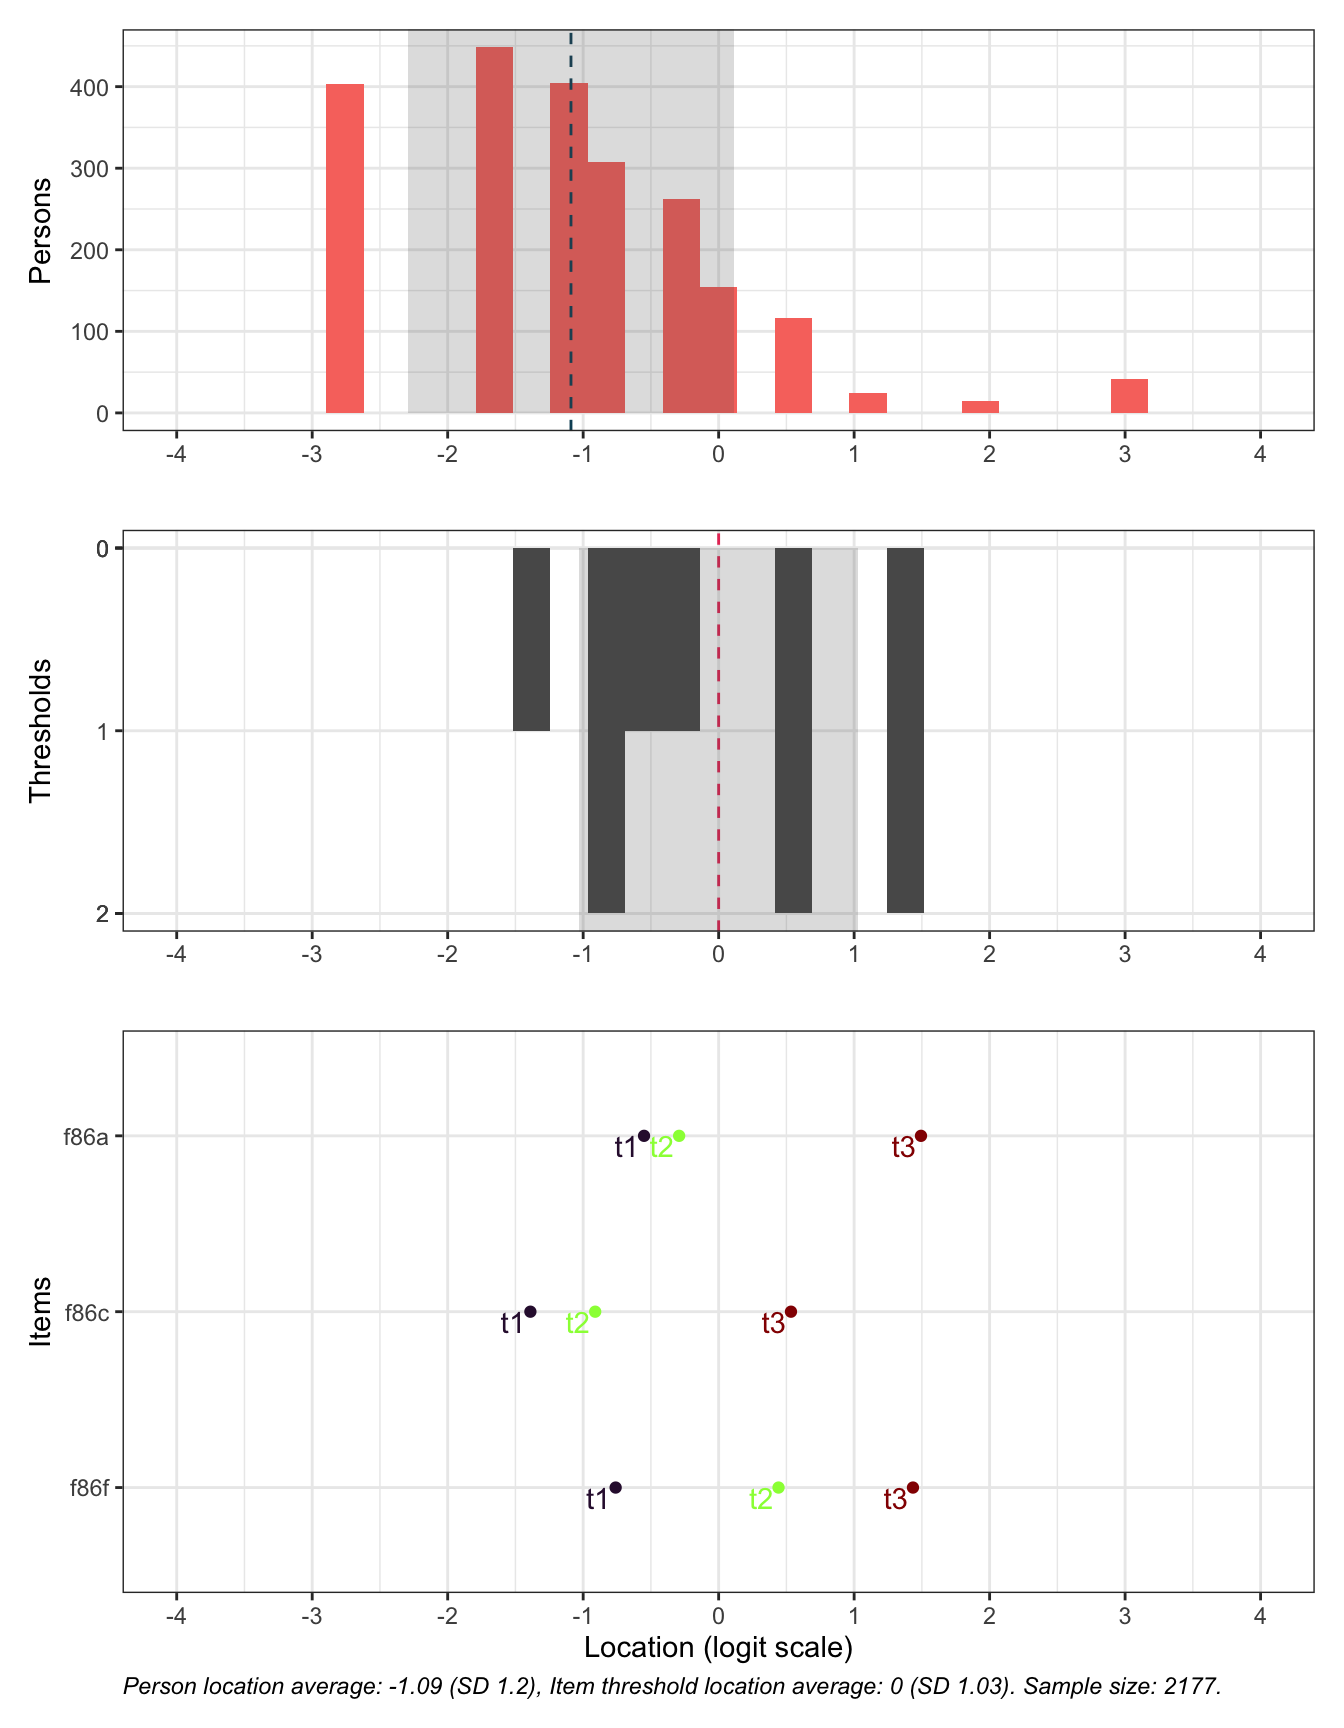 400
300
200
100
0
Persons
-4 -3 -2 -1 0 1 2 3 4
0
1
2
Thresholds
-4 -3 -2 -1 0 1 2 3 4
f86a
t1 t2 t3
f86c
t1 t2 t3
f86f
t1 t2 t3
Items
-4 -3 -2 -1 0 1 2 3 4
Location (logit scale)
Person location average: -1.09 (SD 1.2), Item threshold location average: 0 (SD 1.03). Sample size: 2177.